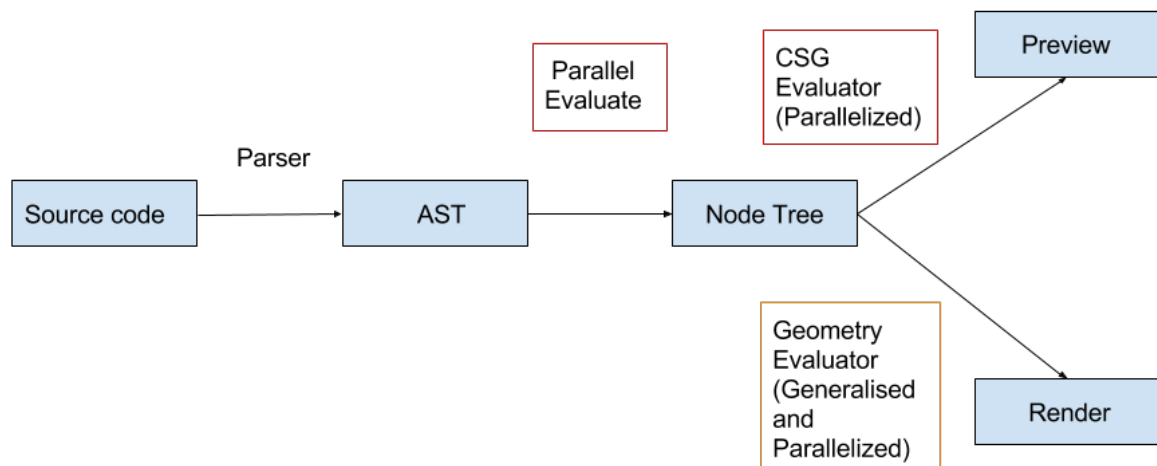 Parser
Source code
AST
Parallel
Evaluate
Node Tree
CSG
Evaluator
(Parallelized)
Preview
Geometry
Evaluator
(Generalised
and
Parallelized)
Render